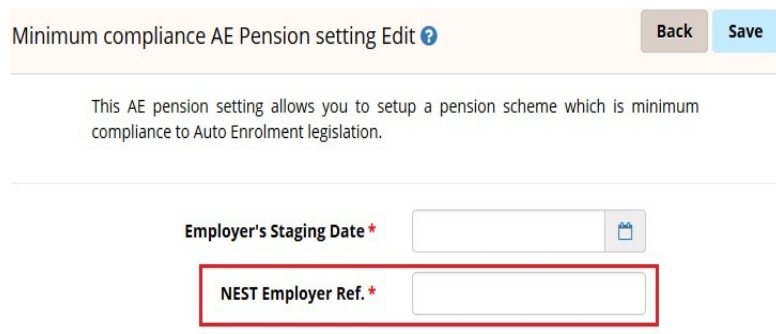 Minimum compliance AE Pension setting Edit ?
Back
Save
This AE pension setting allows you to setup a pension scheme which is minimum
compliance to Auto Enrolment legislation.
Employer's Staging Date *
NEST Employer Ref. *